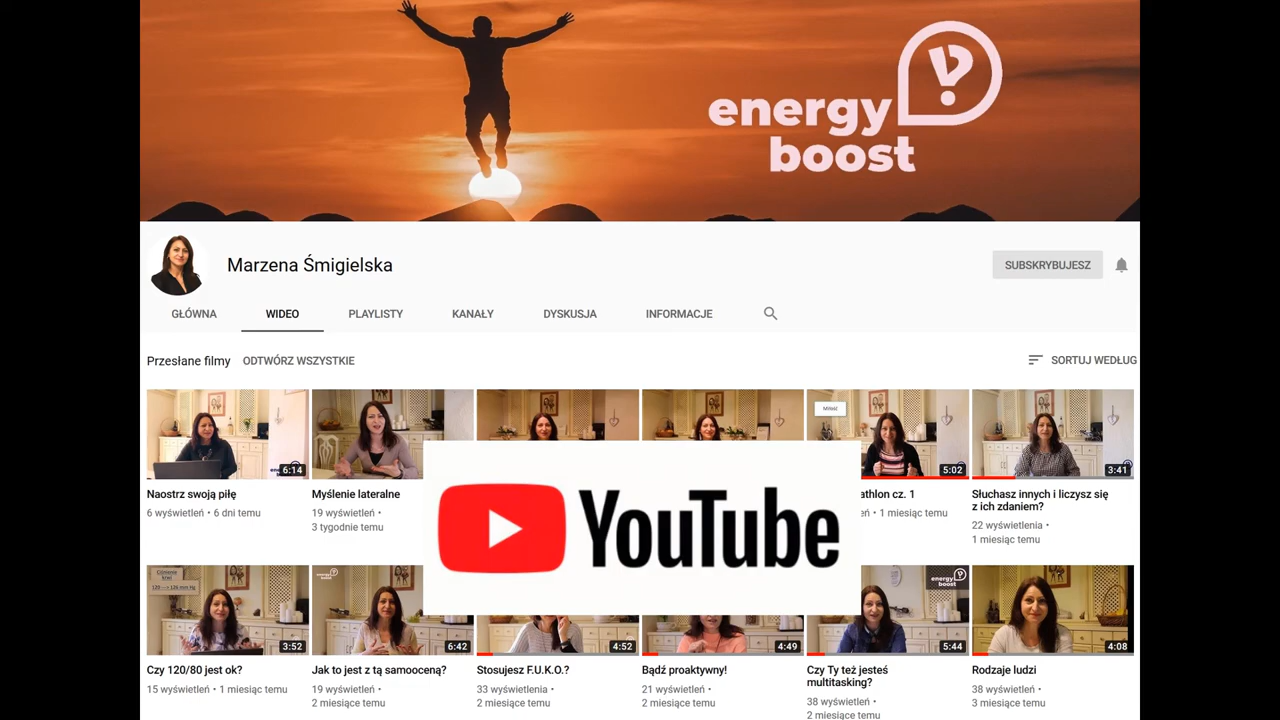 energy
boost
Marzena Śmigielska
SUBSKRYBUJESZ
GŁÓWNA
WIDEO
PLAYLISTY
KANAŁY
DYSKUSJA
INFORMACJE
Przesłane filmy
ODTWÓRZ WSZYSTKIE
SORTUJ WEDŁUG
6:14
MIŁOŚĆ
5:02
3:41
Naostrz swoją piłę
6 wyświetleń • 6 dni temu
Myślenie lateralne
19 wyświetleń •
3 tygodnie temu
athlon cz. 1
• 1 miesiąc temu
Słuchasz innych i liczysz się
z ich zdaniem?
22 wyświetlenia •
1 miesiąc temu
YouTube
Ciśnienie
krwi
3:52
6:42
4:52
4:49
energy
boost
5:44
4:08
Czy 120/80 jest ok?
15 wyświetleń • 1 miesiąc temu
Jak to jest z tą samooceną?
19 wyświetleń •
2 miesiące temu
Stosujesz F.U.K.O.?
33 wyświetlenia •
2 miesiące temu
Bądź proaktywny!
21 wyświetleń •
2 miesiące temu
Czy Ty też jesteś
multitasking?
38 wyświetleń •
2 miesiące temu
Rodzaje ludzi
38 wyświetleń •
3 miesiące temu